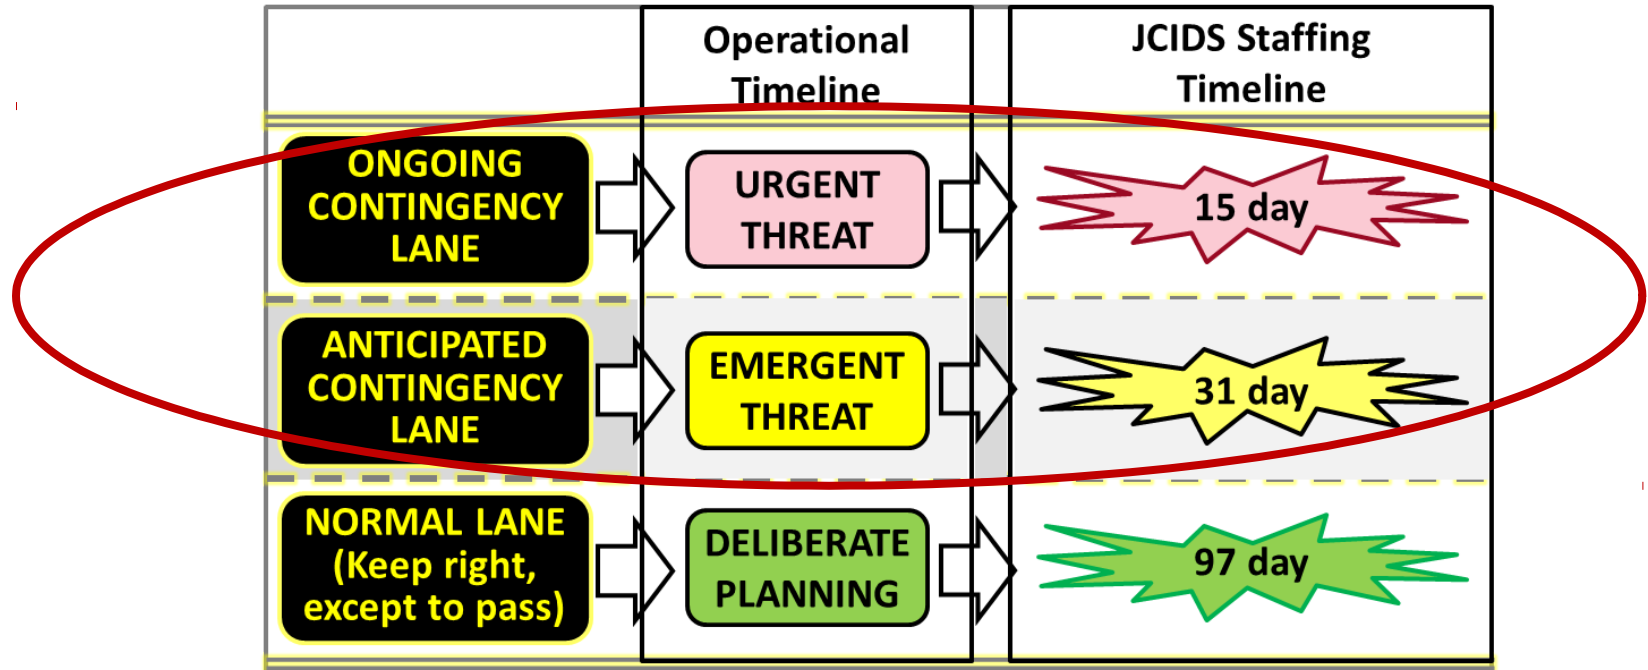 Operational
Timeline
JCIDS Staffing
Timeline
ONGOING
CONTINGENCY
LANE
URGENT
THREAT
15 day
ANTICIPATED
CONTINGENCY
LANE
EMERGENT
THREAT
31 day
NORMAL LANE
(Keep right,
except to pass)
DELIBERATE
PLANNING
97 day